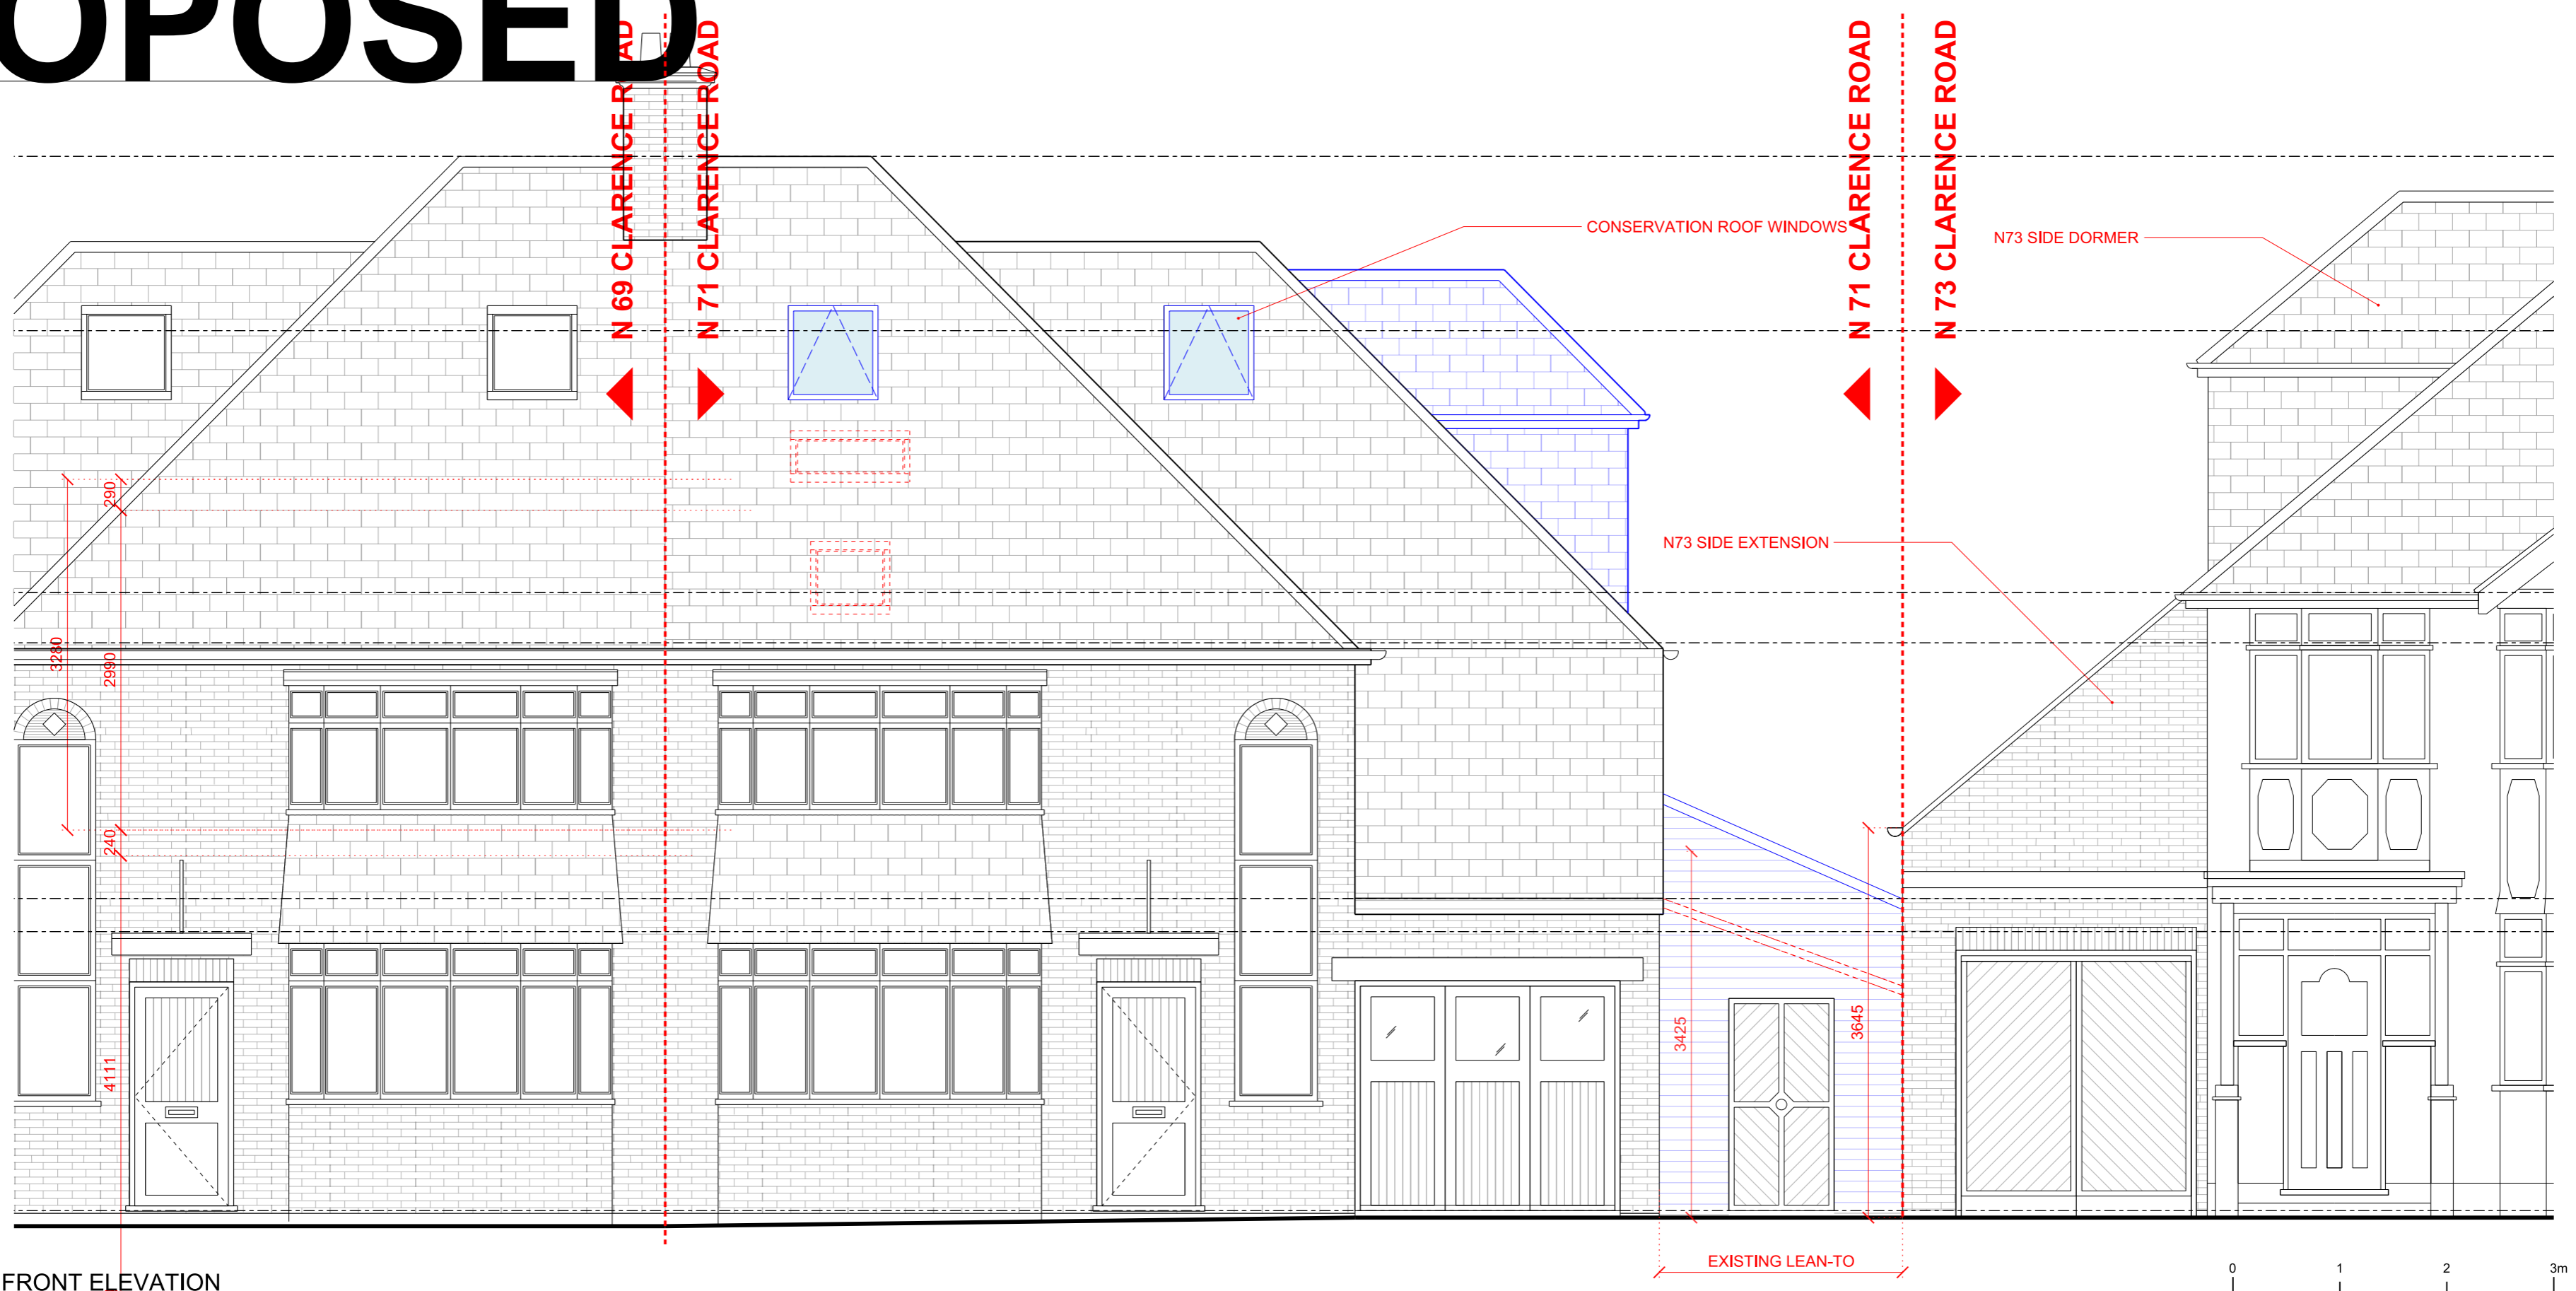 OPOSED
N 69 CLARENCE ROAD
N 71 CLARENCE ROAD
N 71 CLARENCE ROAD
N 73 CLARENCE ROAD
CONSERVATION ROOF WINDOWS
N73 SIDE DORMER
N73 SIDE EXTENSION
290
3280
2990
240
4111
3425
3645
EXISTING LEAN-TO
FRONT ELEVATION
0 1 2 3m